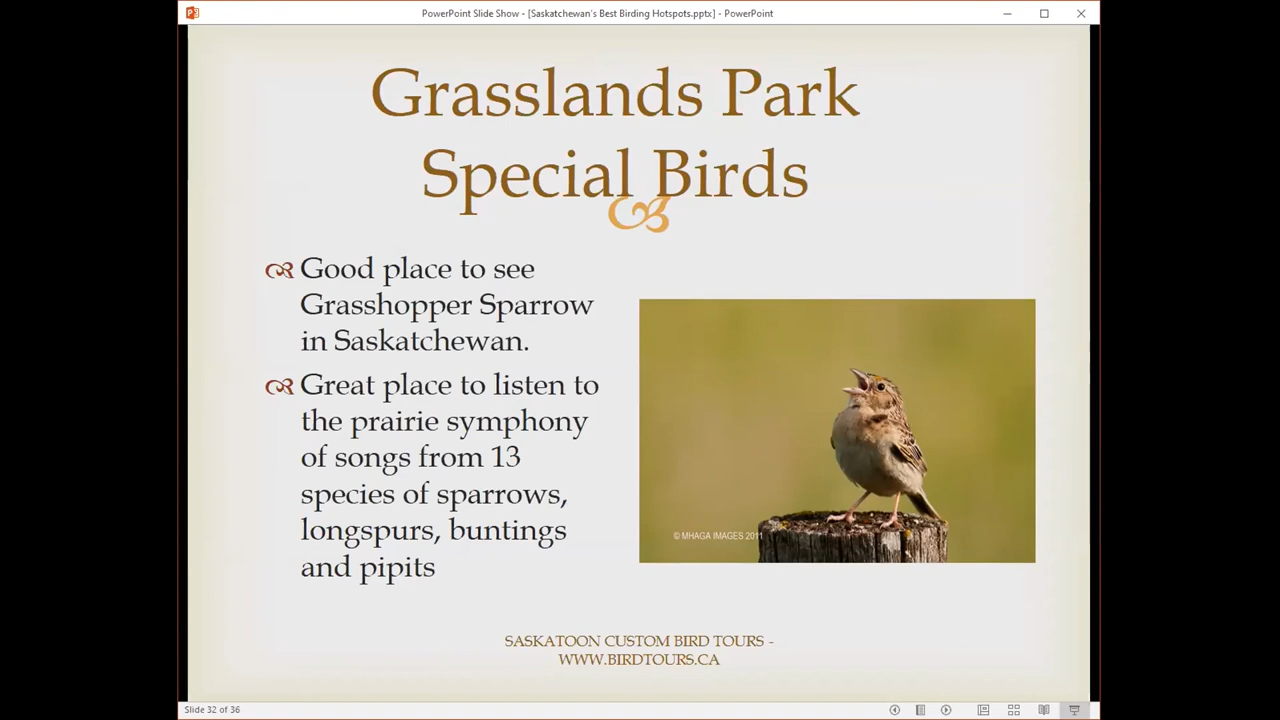 PowerPoint Slide Show - [Saskatchewan's Best Birding Hotspots.pptx] - PowerPoint
Grasslands Park
Special Birds
Good place to see
Grasshopper Sparrow
in Saskatchewan.
Great place to listen to
the prairie symphony
of songs from 13
species of sparrows,
longspurs, buntings
and pipits
© MHAGA IMAGES 2011
SASKATOON CUSTOM BIRD TOURS -
WWW.BIRDTOURS.CA
Slide 32 of 36